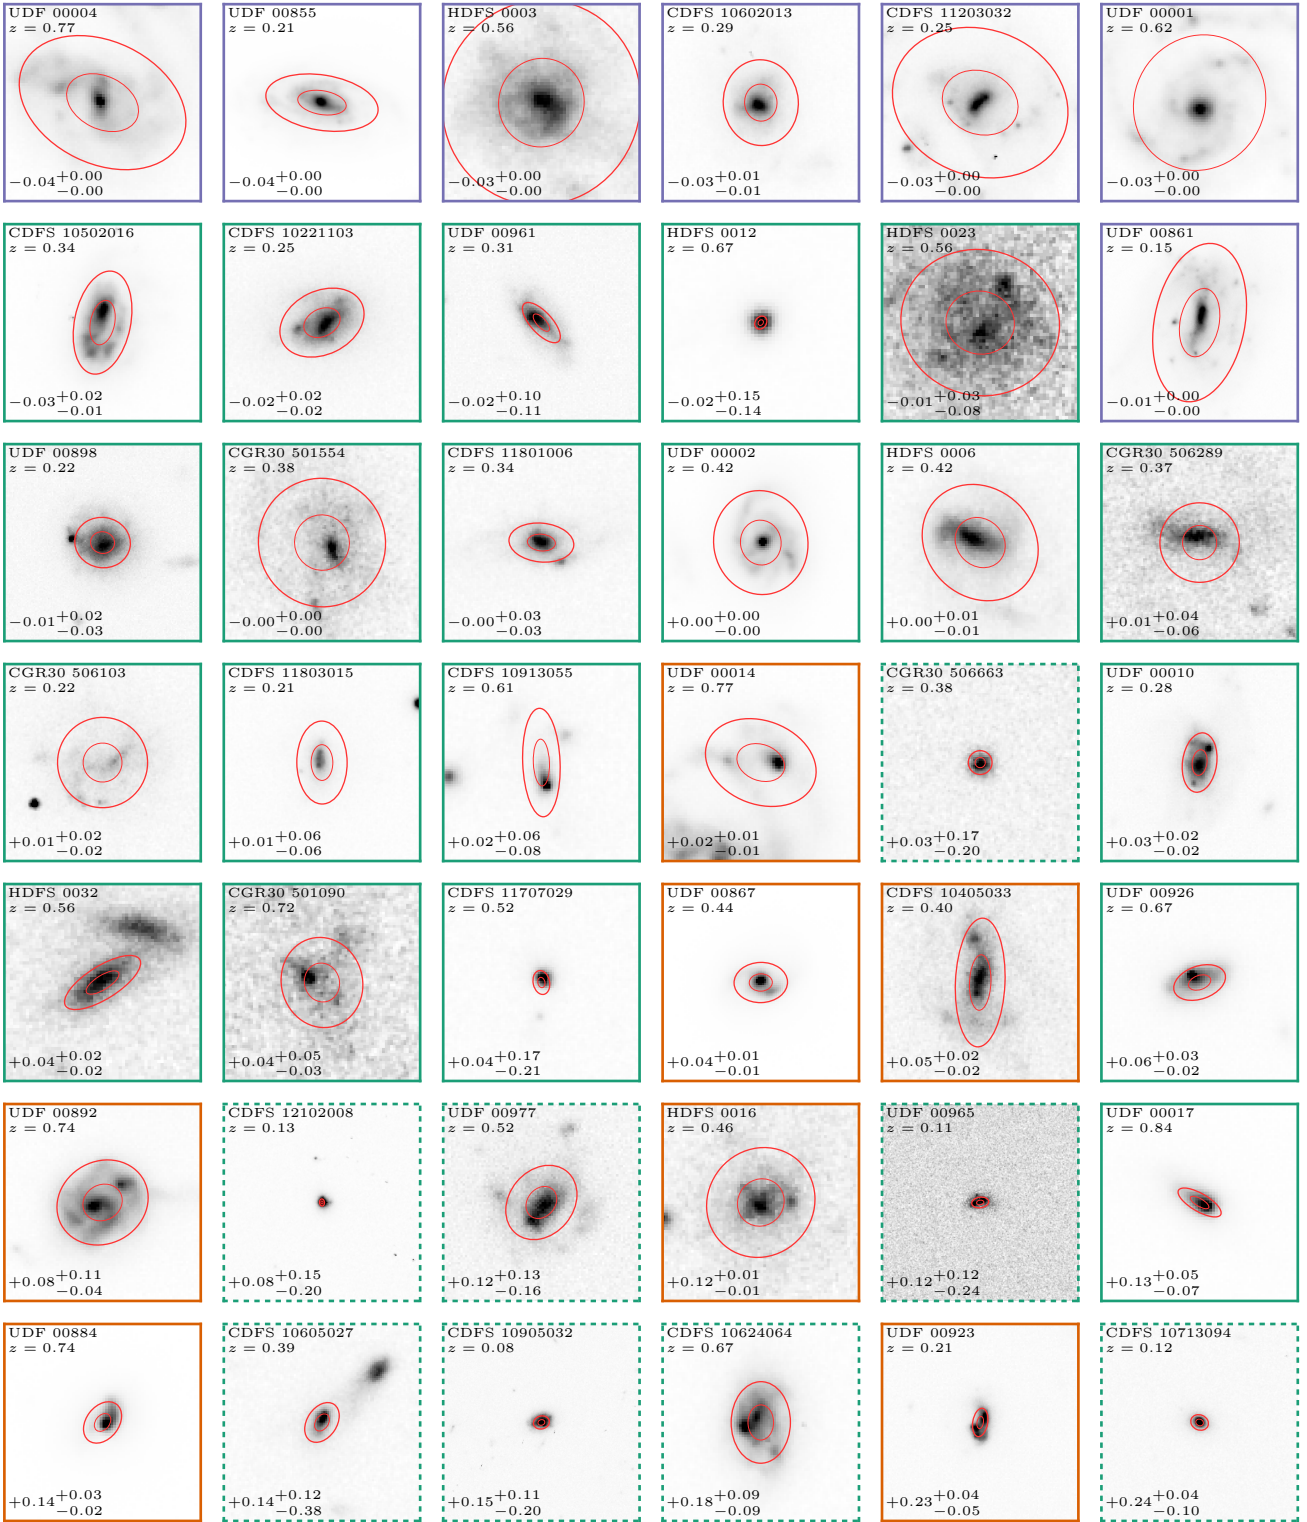 UDF 00004
z = 0.77
−0.04+0.00
−0.00
UDF 00855
z = 0.21
−0.04+0.00
−0.00
HDFS 0003
z = 0.56
−0.03+0.00
−0.00
CDFS 10602013
z = 0.29
−0.03+0.01
−0.01
CDFS 11203032
z = 0.25
−0.03+0.00
−0.00
UDF 00001
z = 0.62
−0.03+0.00
−0.00
CDFS 10502016
z = 0.34
−0.03+0.02
−0.01
CDFS 10221103
z = 0.25
−0.02+0.02
−0.02
UDF 00961
z = 0.31
−0.02+0.10
−0.11
HDFS 0012
z = 0.67
−0.02+0.15
−0.14
HDFS 0023
z = 0.56
−0.01+0.03
−0.08
UDF 00861
z = 0.15
−0.01+0.00
−0.00
UDF 00898
z = 0.22
−0.01+0.02
−0.03
CGR30 501554
z = 0.38
−0.00+0.00
−0.00
CDFS 11801006
z = 0.34
−0.00+0.03
−0.03
UDF 00002
z = 0.42
+0.00+0.00
−0.00
HDFS 0006
z = 0.42
+0.00+0.01
−0.01
CGR30 506289
z = 0.37
+0.01+0.04
−0.06
CGR30 506103
z = 0.22
+0.01+0.02
−0.02
CDFS 11803015
z = 0.21
+0.01+0.06
−0.06
CDFS 10913055
z = 0.61
+0.02+0.06
−0.08
UDF 00014
z = 0.77
+0.02+0.01
−0.01
CGR30 506663
z = 0.38
+0.03+0.17
−0.20
UDF 00010
z = 0.28
+0.03+0.02
−0.02
HDFS 0032
z = 0.56
+0.04+0.02
−0.02
CGR30 501090
z = 0.72
+0.04+0.05
−0.03
CDFS 11707029
z = 0.52
+0.04+0.17
−0.21
UDF 00867
z = 0.44
+0.04+0.01
−0.01
CDFS 10405033
z = 0.40
+0.05+0.02
−0.02
UDF 00926
z = 0.67
+0.06+0.03
−0.02
UDF 00892
z = 0.74
+0.08+0.11
−0.04
CDFS 12102008
z = 0.13
+0.08+0.15
−0.20
UDF 00977
z = 0.52
+0.12+0.13
−0.16
HDFS 0016
z = 0.46
+0.12+0.01
−0.01
UDF 00965
z = 0.11
+0.12+0.12
−0.24
UDF 00017
z = 0.84
+0.13+0.05
−0.07
UDF 00884
z = 0.74
+0.14+0.03
−0.02
CDFS 10605027
z = 0.39
+0.14+0.12
−0.38
CDFS 10905032
z = 0.08
+0.15+0.11
−0.20
CDFS 10624064
z = 0.67
+0.18+0.09
−0.09
UDF 00923
z = 0.21
+0.23+0.04
−0.05
CDFS 10713094
z = 0.12
+0.24+0.04
−0.10